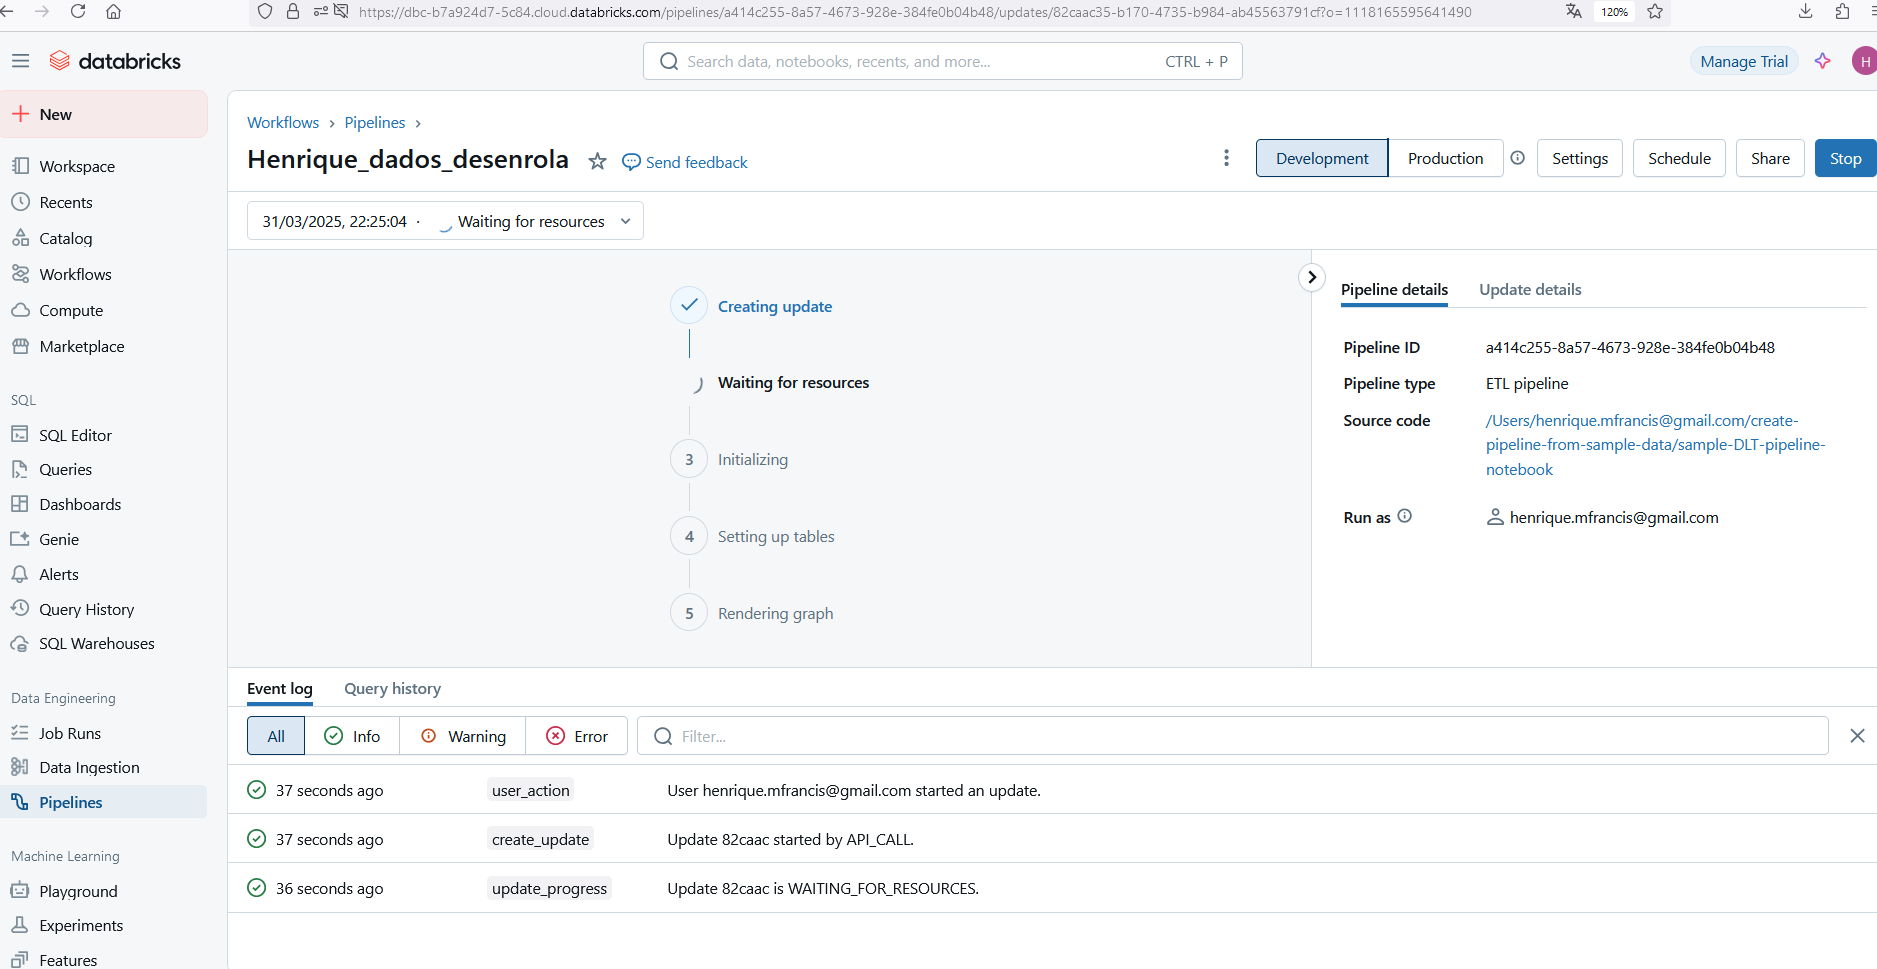 https://dbc-b7a924d7-5c84.cloud.databricks.com/pipelines/a414c255-8a57-4673-928e-384fe0b04b48/updates/82caac35-b170-4735-b984-ab45563791cf?o=1118165595641490
120%
databricks
Search data, notebooks, recents, and more...
CTRL + P
Manage Trial
H
New
Workspace
Recents
Catalog
Workflows
Compute
Marketplace
SQL
SQL Editor
Queries
Dashboards
Genie
Alerts
Query History
SQL Warehouses
Data Engineering
Job Runs
Data Ingestion
Pipelines
Machine Learning
Playground
Experiments
Features
Workflows › Pipelines ›
Henrique_dados_desenrola
Send feedback
Development
Production
Settings
Schedule
Share
Stop
31/03/2025, 22:25:04 · Waiting for resources
Creating update
Waiting for resources
3 Initializing
4 Setting up tables
5 Rendering graph
Pipeline details
Update details
Pipeline ID a414c255-8a57-4673-928e-384fe0b04b48
Pipeline type ETL pipeline
Source code /Users/henrique.mfrancis@gmail.com/create-
pipeline-from-sample-data/sample-DLT-pipeline-
notebook
Run as henrique.mfrancis@gmail.com
Event log
Query history
All
Info
Warning
Error
Filter...
37 seconds ago user_action User henrique.mfrancis@gmail.com started an update.
37 seconds ago create_update Update 82caac started by API_CALL.
36 seconds ago update_progress Update 82caac is WAITING_FOR_RESOURCES.